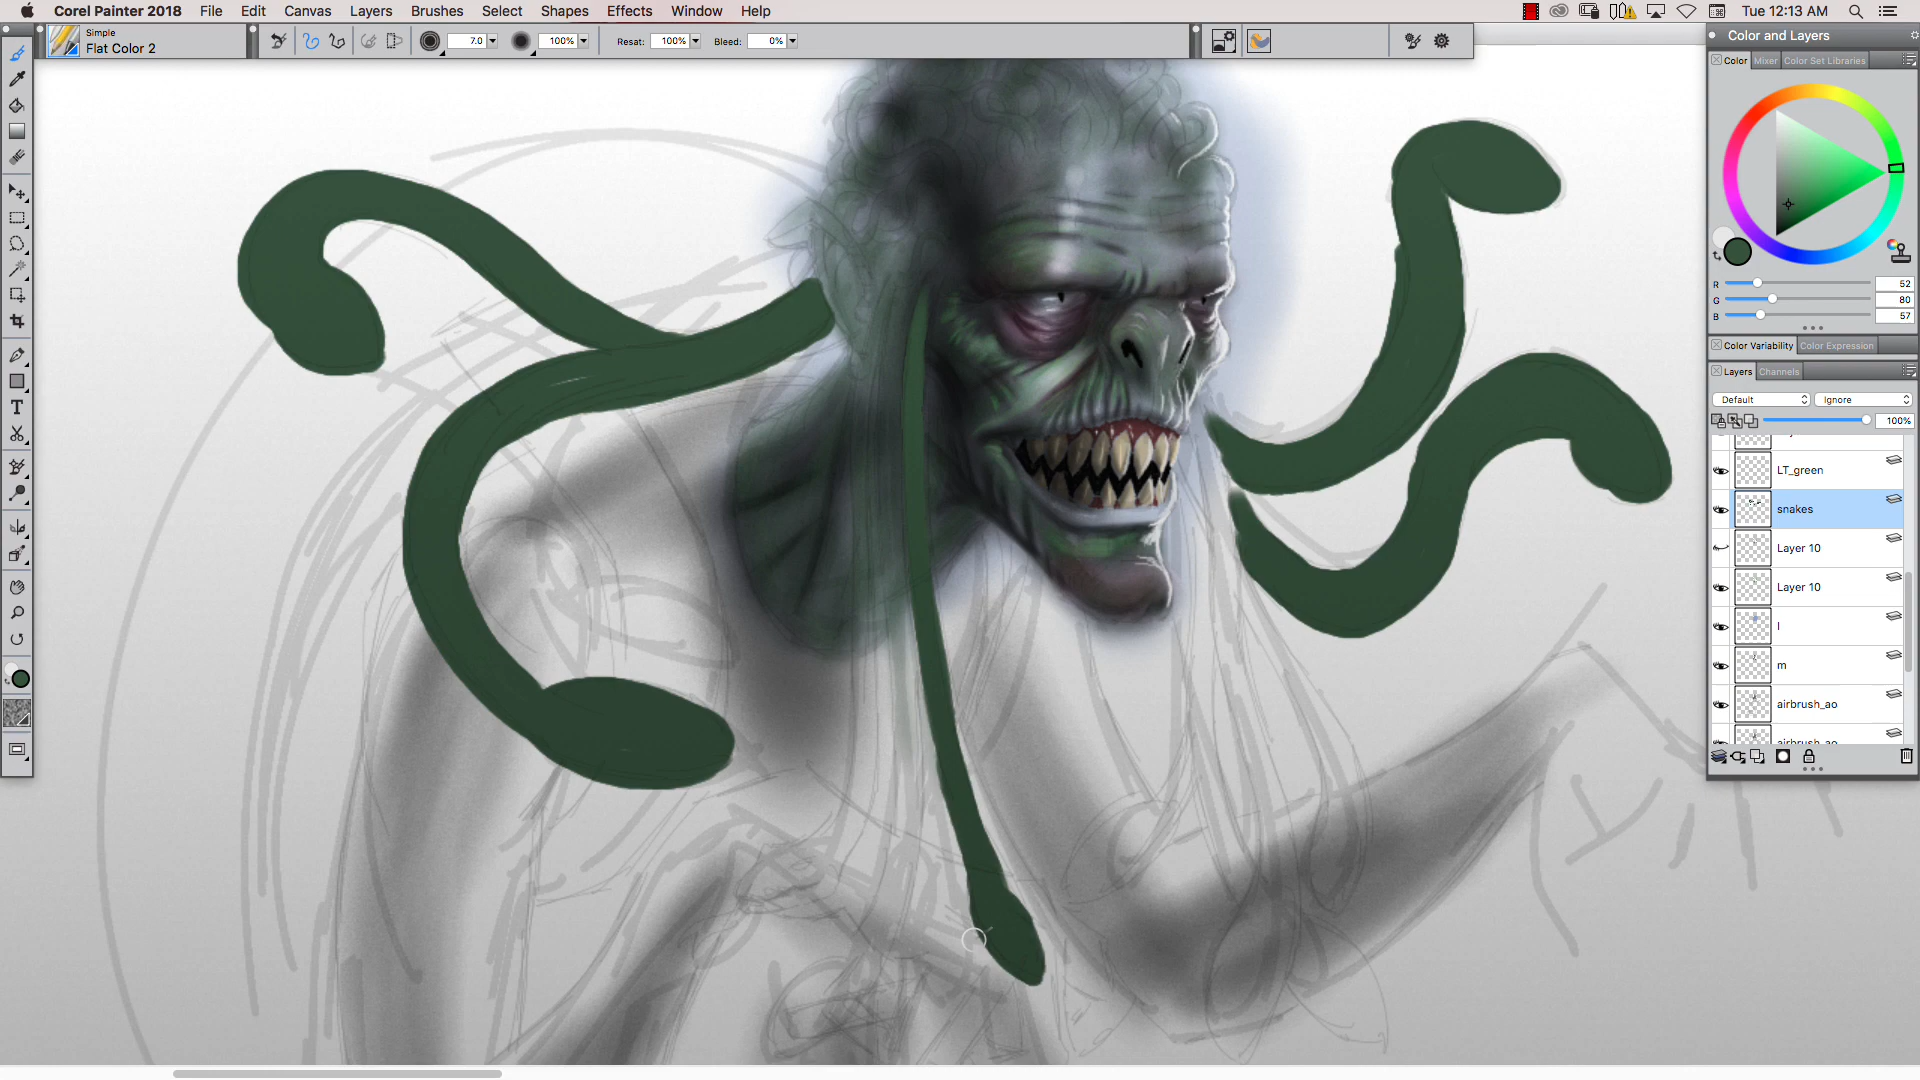 Corel Painter 2018 File Edit Canvas Layers Brushes Select Shapes Effects Window Help Tue 12:13 AM
Simple
Flat Color 2
7.0 100% Resat: 100% Bleed: 0%
Color and Layers
Color Mixer Color Set Libraries
R 52
G 80
B 57
Color Variability Color Expression
Layers Channels
Default Ignore
100%
LT_green
snakes
Layer 10
Layer 10
l
m
airbrush_ao
airbrush_ao